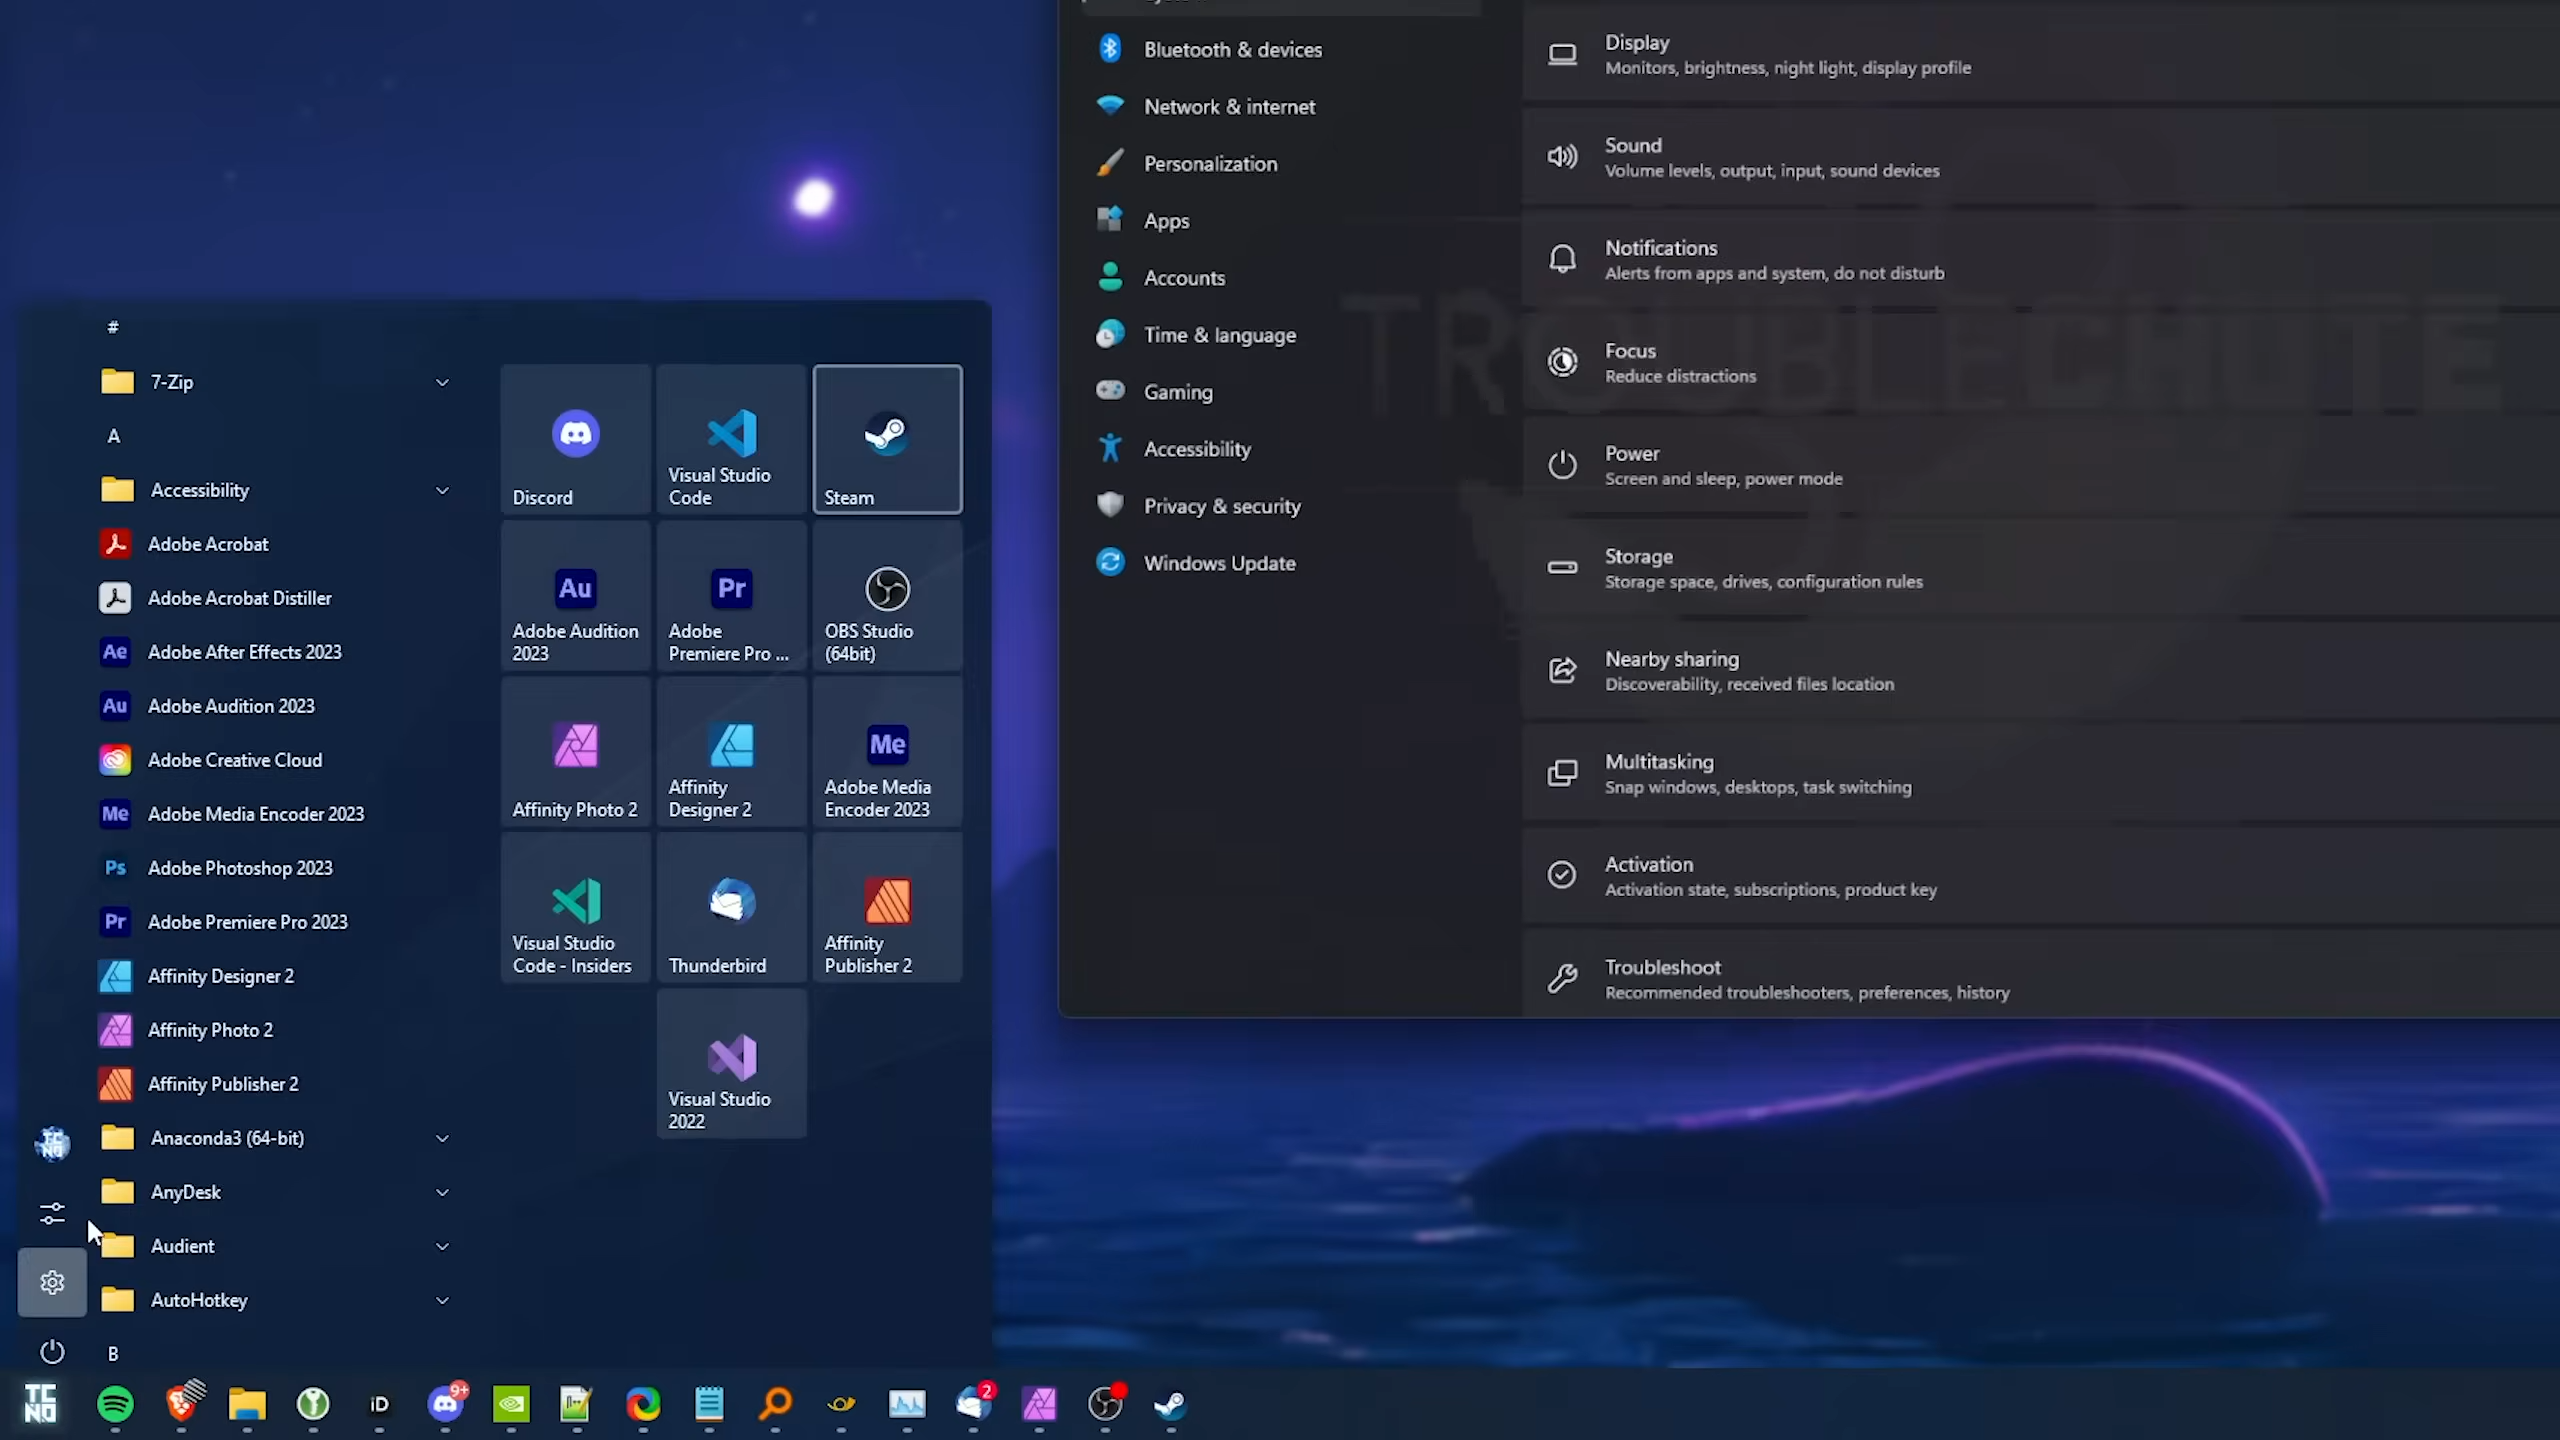 #
7-Zip
A
Accessibility
Adobe Acrobat
Adobe Acrobat Distiller
Ae
Adobe After Effects 2023
Au
Adobe Audition 2023
Adobe Creative Cloud
Me
Adobe Media Encoder 2023
Ps
Adobe Photoshop 2023
Pr
Adobe Premiere Pro 2023
Affinity Designer 2
Affinity Photo 2
Affinity Publisher 2
Anaconda3 (64-bit)
AnyDesk
Audient
AutoHotkey
B
Discord
Visual Studio
Code
Steam
Au
Adobe Audition
2023
Pr
Adobe
Premiere Pro ...
OBS Studio
(64bit)
Affinity Photo 2
Affinity
Designer 2
Me
Adobe Media
Encoder 2023
Visual Studio
Code - Insiders
Thunderbird
Affinity
Publisher 2
Visual Studio
2022
Bluetooth & devices
Network & internet
Personalization
Apps
Accounts
Time & language
Gaming
Accessibility
Privacy & security
Windows Update
Display
Monitors, brightness, night light, display profile
Sound
Volume levels, output, input, sound devices
Notifications
Alerts from apps and system, do not disturb
Focus
Reduce distractions
Power
Screen and sleep, power mode
Storage
Storage space, drives, configuration rules
Nearby sharing
Discoverability, received files location
Multitasking
Snap windows, desktops, task switching
Activation
Activation state, subscriptions, product key
Troubleshoot
Recommended troubleshooters, preferences, history
TROUBLECHUTE
TC
NO
TC
NO
iD
9+
2